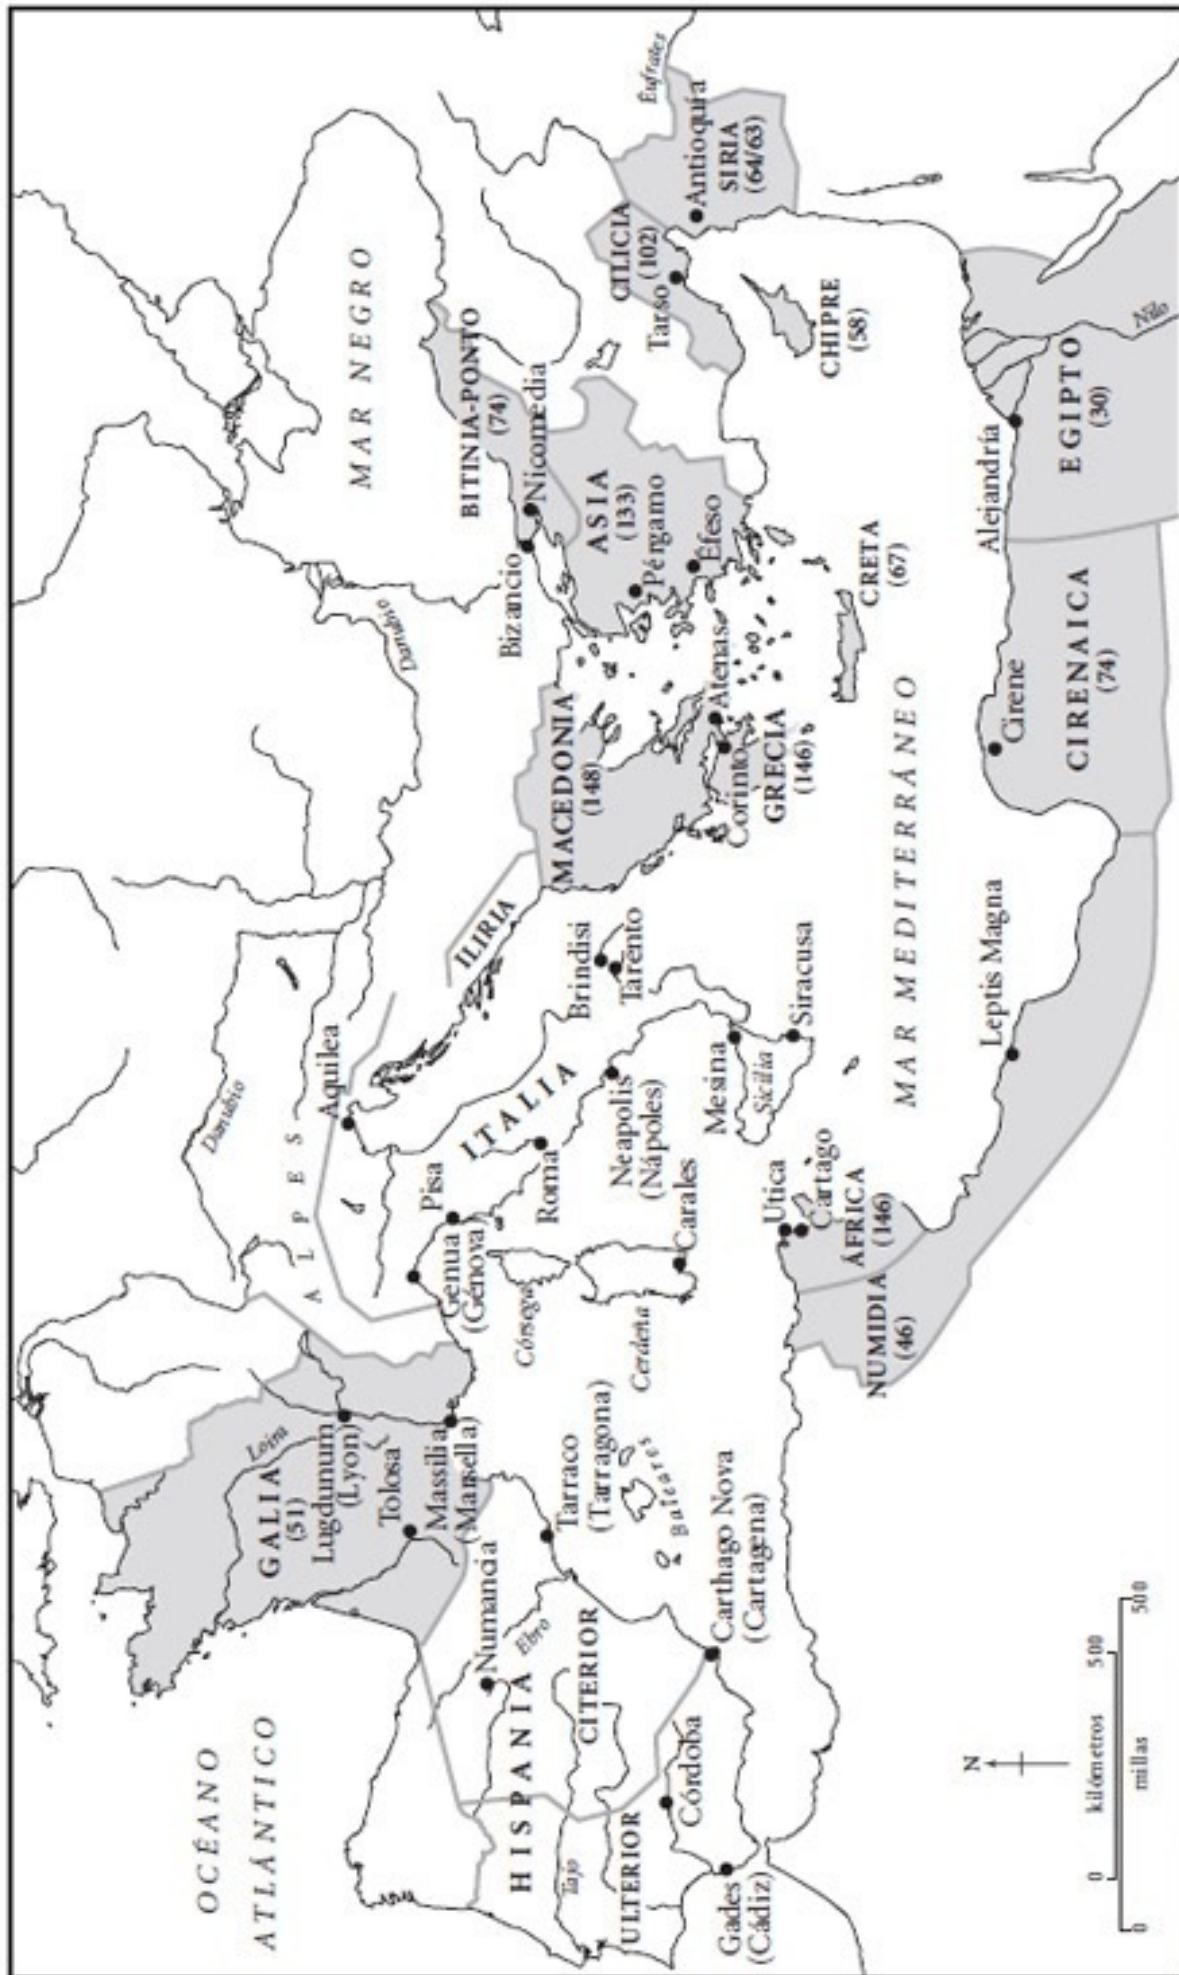 OCÉANO
ATLÁNTICO
GALIA
(51)
Loira
Lugdunum
(Lyon)
Tolosa
Massilia
(Marsella)
ALPES
Danubio
Aquilea
Genua
(Génova)
Pisa
ITALIA
Roma
Córsega
Cerdeña
Carales
Neapolis
(Nápoles)
Brindisi
Tarento
Mesina
Sicilia
Siracusa
ILIRIA
Danubio
MAR NEGRO
MACEDONIA
(148)
Bizancio
BITINIA-PONTO
(74)
Nicomedia
ASIA
(133)
Pérgamo
Éfeso
Atenas
Corinto
GRECIA
(146)
CRETA
(67)
CILICIA
(102)
Tarso
Éufrates
Antioquía
SIRIA
(64/63)
CHIPRE
(58)
HISPANIA
Numancia
Ebro
CITERIOR
Tajo
ULTERIOR
Tarraco
(Tarragona)
Baleares
Córdoba
Gades
(Cádiz)
Carthago Nova
(Cartagena)
MAR MEDITERRÁNEO
Utica
Cartago
ÁFRICA
(146)
NUMIDIA
(46)
Leptis Magna
Cirene
CIRENAICA
(74)
Alejandría
EGIPTO
(30)
Nilo
N
0 kilómetros 500
0 millas 500